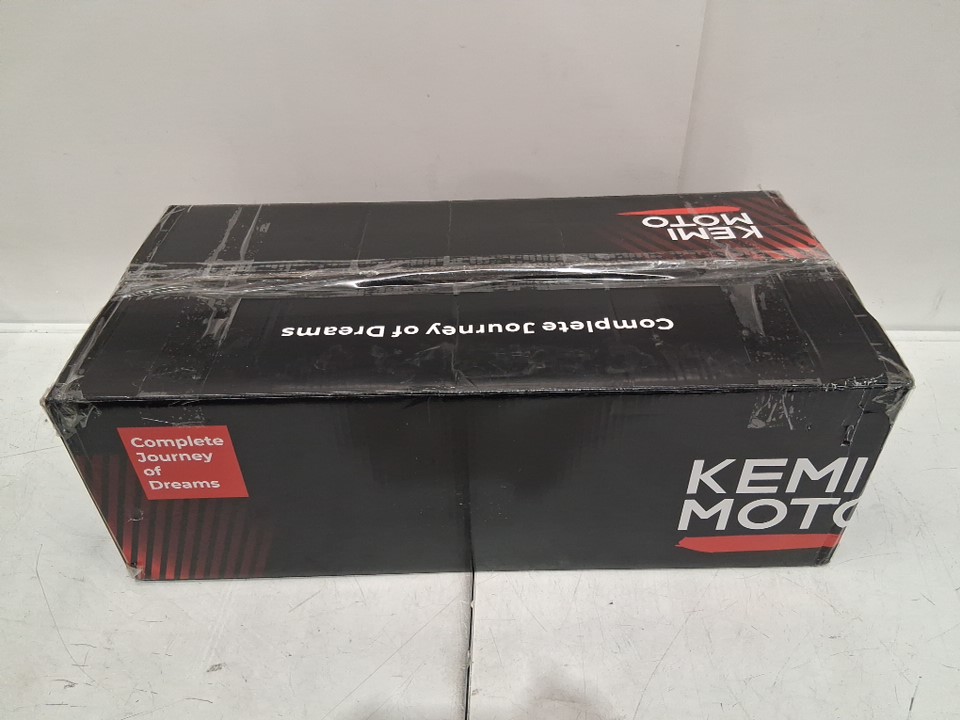 KEMI
MOTO
Complete Journey of Dreams
Complete
Journey
of
Dreams
KEMI
MOTO